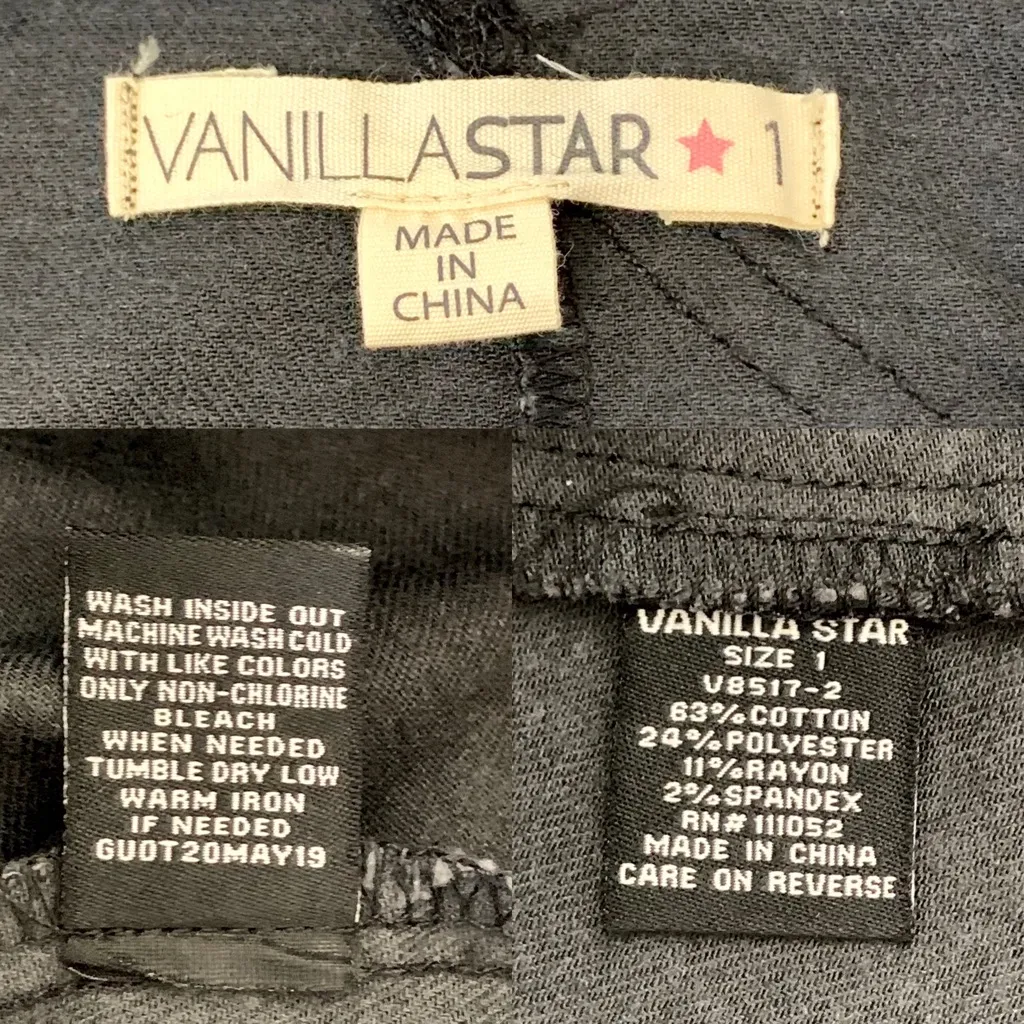 VANILLASTAR ★ 1
MADE
IN
CHINA
WASH INSIDE OUT
MACHINE WASH COLD
WITH LIKE COLORS
ONLY NON-CHLORINE
BLEACH
WHEN NEEDED
TUMBLE DRY LOW
WARM IRON
IF NEEDED
GUOT20MAY19
VANILLA STAR
SIZE 1
V8517-2
63%COTTON
24%POLYESTER
11%RAYON
2%SPANDEX
RN#111052
MADE IN CHINA
CARE ON REVERSE